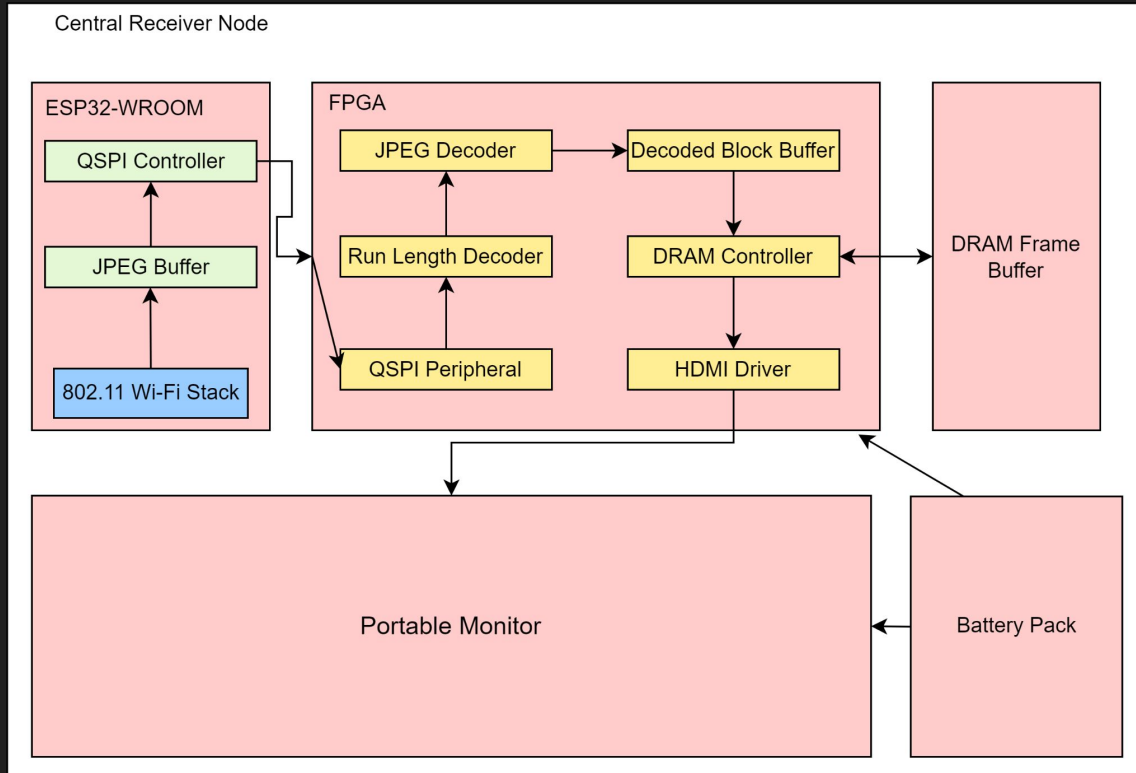 Central Receiver Node
ESP32-WROOM
QSPI Controller
JPEG Buffer
802.11 Wi-Fi Stack
FPGA
JPEG Decoder
Decoded Block Buffer
Run Length Decoder
DRAM Controller
QSPI Peripheral
HDMI Driver
DRAM Frame
Buffer
Portable Monitor
Battery Pack